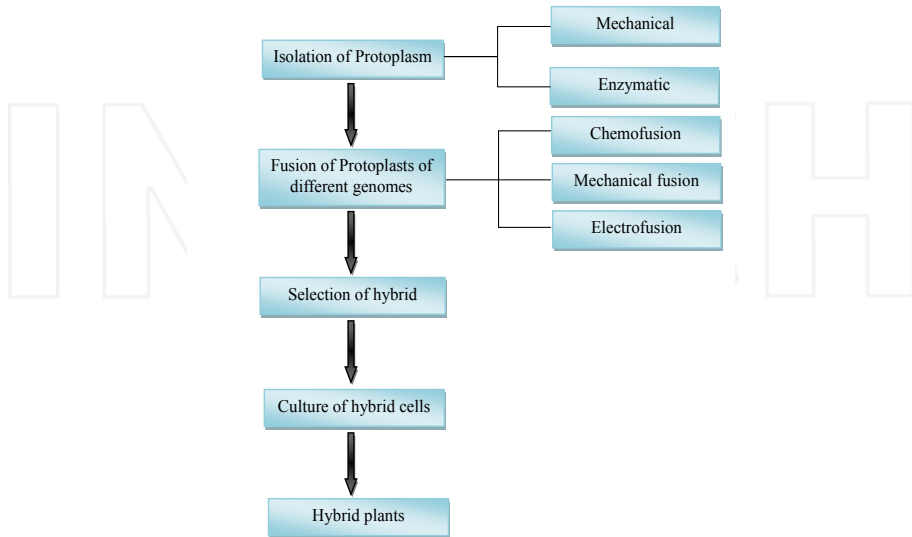 Isolation of Protoplasm
Mechanical
Enzymatic
Fusion of Protoplasts of
different genomes
Chemofusion
Mechanical fusion
Electrofusion
Selection of hybrid
Culture of hybrid cells
Hybrid plants